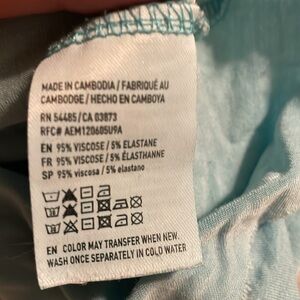 MADE IN CAMBODIA / FABRIQUÉ AU
CAMBODGE / HECHO EN CAMBOYA
RN 54485/CA 03873
RFC# AEM120605U9A
EN 95% VISCOSE / 5% ELASTANE
FR 95% VISCOSE / 5% ÉLASTHANNE
SP 95% viscosa / 5% elastano
EN COLOR MAY TRANSFER WHEN NEW.
WASH ONCE SEPARATELY IN COLD WATER